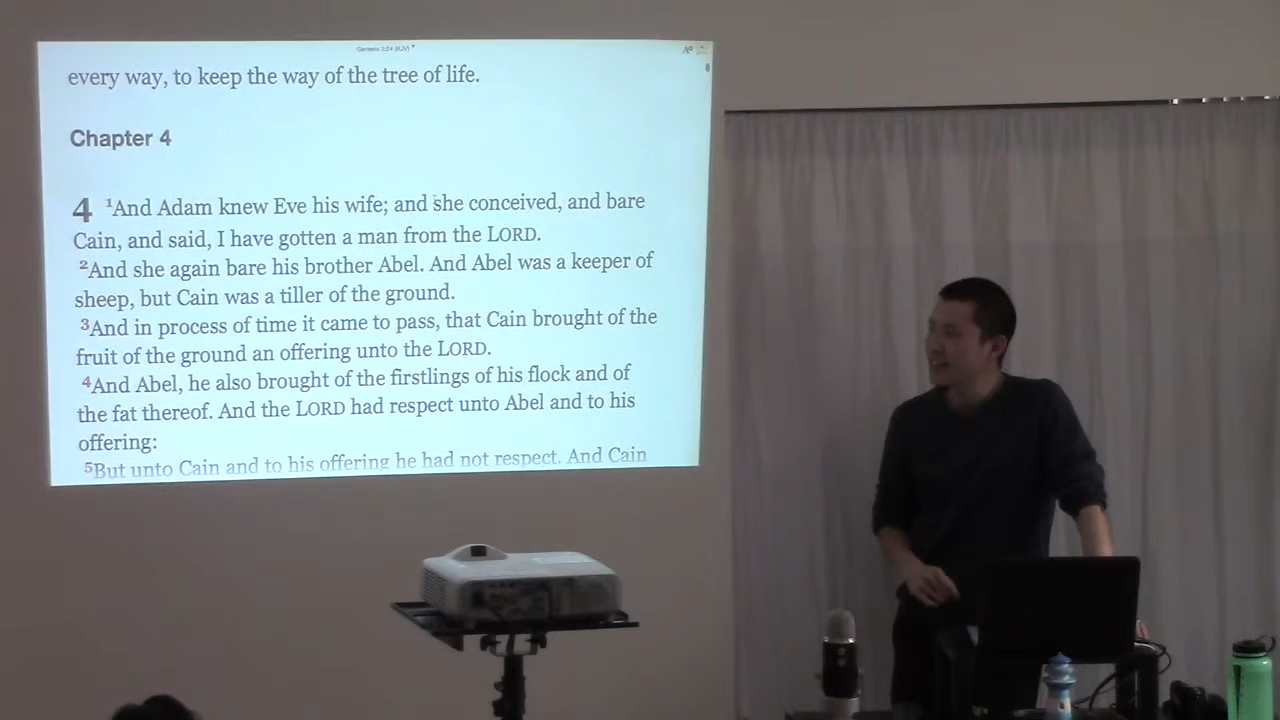 Genesis 3:24 (KJV)
every way, to keep the way of the tree of life.
Chapter 4
4 ¹And Adam knew Eve his wife; and she conceived, and bare
Cain, and said, I have gotten a man from the LORD.
²And she again bare his brother Abel. And Abel was a keeper of
sheep, but Cain was a tiller of the ground.
³And in process of time it came to pass, that Cain brought of the
fruit of the ground an offering unto the LORD.
⁴And Abel, he also brought of the firstlings of his flock and of
the fat thereof. And the LORD had respect unto Abel and to his
offering:
⁵But unto Cain and to his offering he had not respect. And Cain